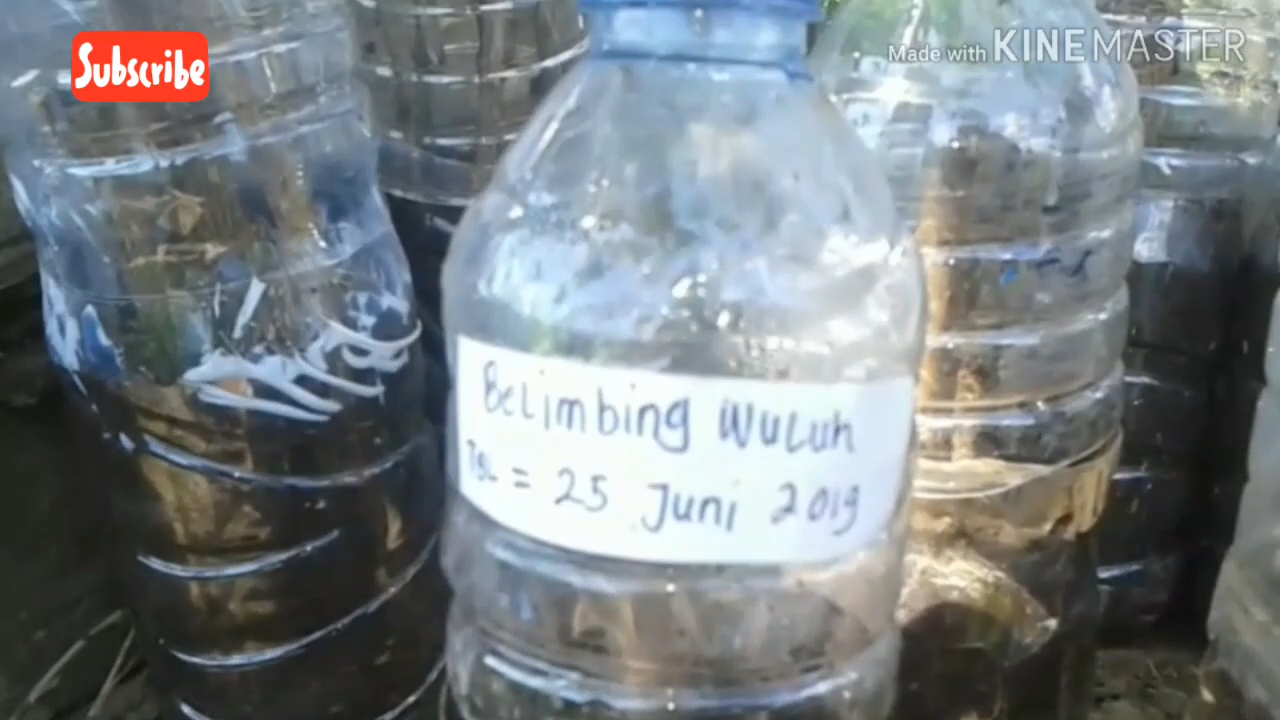 Subscribe
Made with KINEMASTER
BeLimbing WuLuh
TGL = 25 Juni 2019